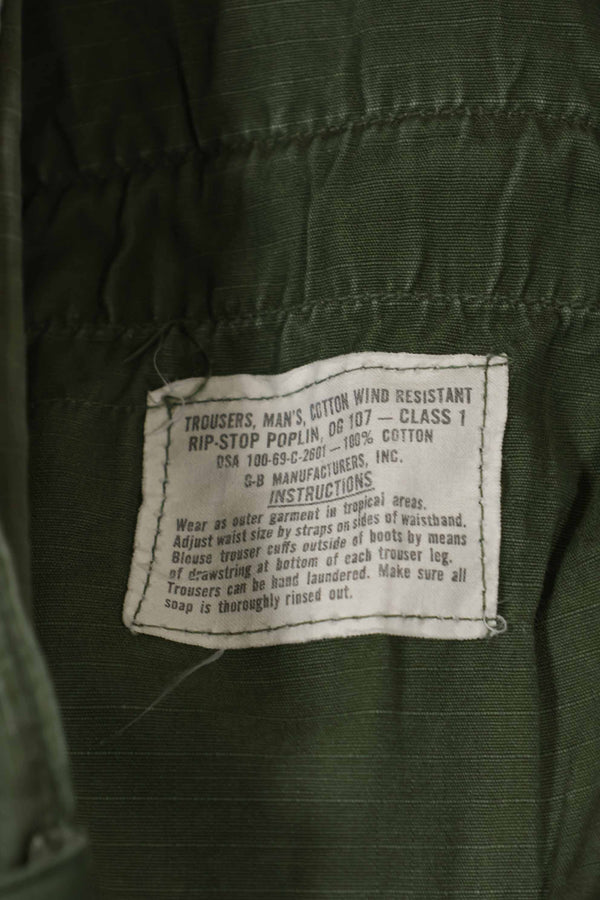 TROUSERS, MAN'S, COTTON WIND RESISTANT
RIP-STOP POPLIN, OG 107 — CLASS 1
DSA 100-69-C-2601 — 100% COTTON
G-B MANUFACTURERS, INC.
INSTRUCTIONS
Wear as outer garment in tropical areas.
Adjust waist size by straps on sides of waistband.
Blouse trouser cuffs outside of boots by means
of drawstring at bottom of each trouser leg.
Trousers can be hand laundered. Make sure all
soap is thoroughly rinsed out.